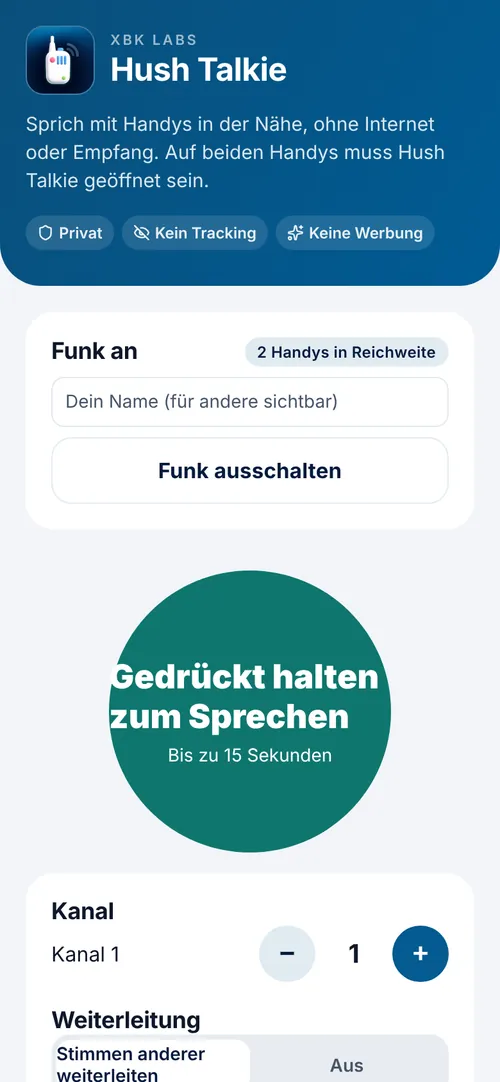 XBK LABS
Hush Talkie
Sprich mit Handys in der Nähe, ohne Internet
oder Empfang. Auf beiden Handys muss Hush
Talkie geöffnet sein.
Privat
Kein Tracking
Keine Werbung
Funk an
2 Handys in Reichweite
Dein Name (für andere sichtbar)
Funk ausschalten
Gedrückt halten
zum Sprechen
Bis zu 15 Sekunden
Kanal
Kanal 1
−
1
+
Weiterleitung
Stimmen anderer
weiterleiten
Aus